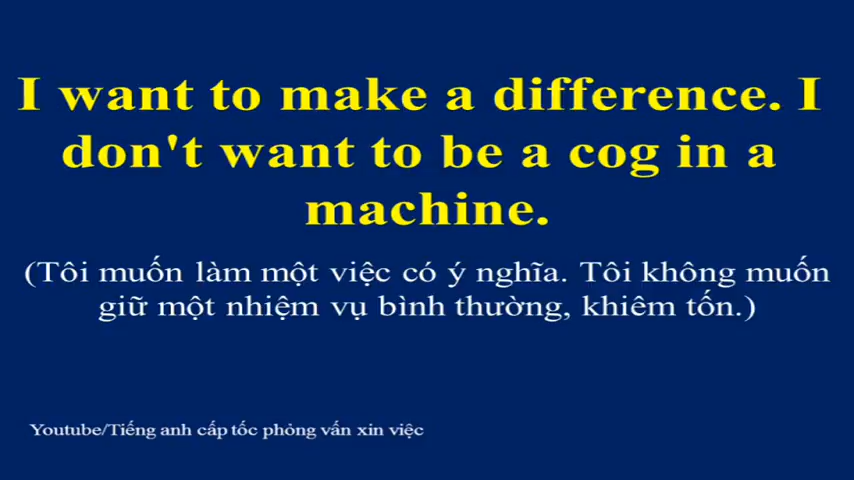 I want to make a difference. I
don't want to be a cog in a
machine.
(Tôi muốn làm một việc có ý nghĩa. Tôi không muốn
giữ một nhiệm vụ bình thường, khiêm tốn.)
Youtube/Tiếng anh cấp tốc phỏng vấn xin việc